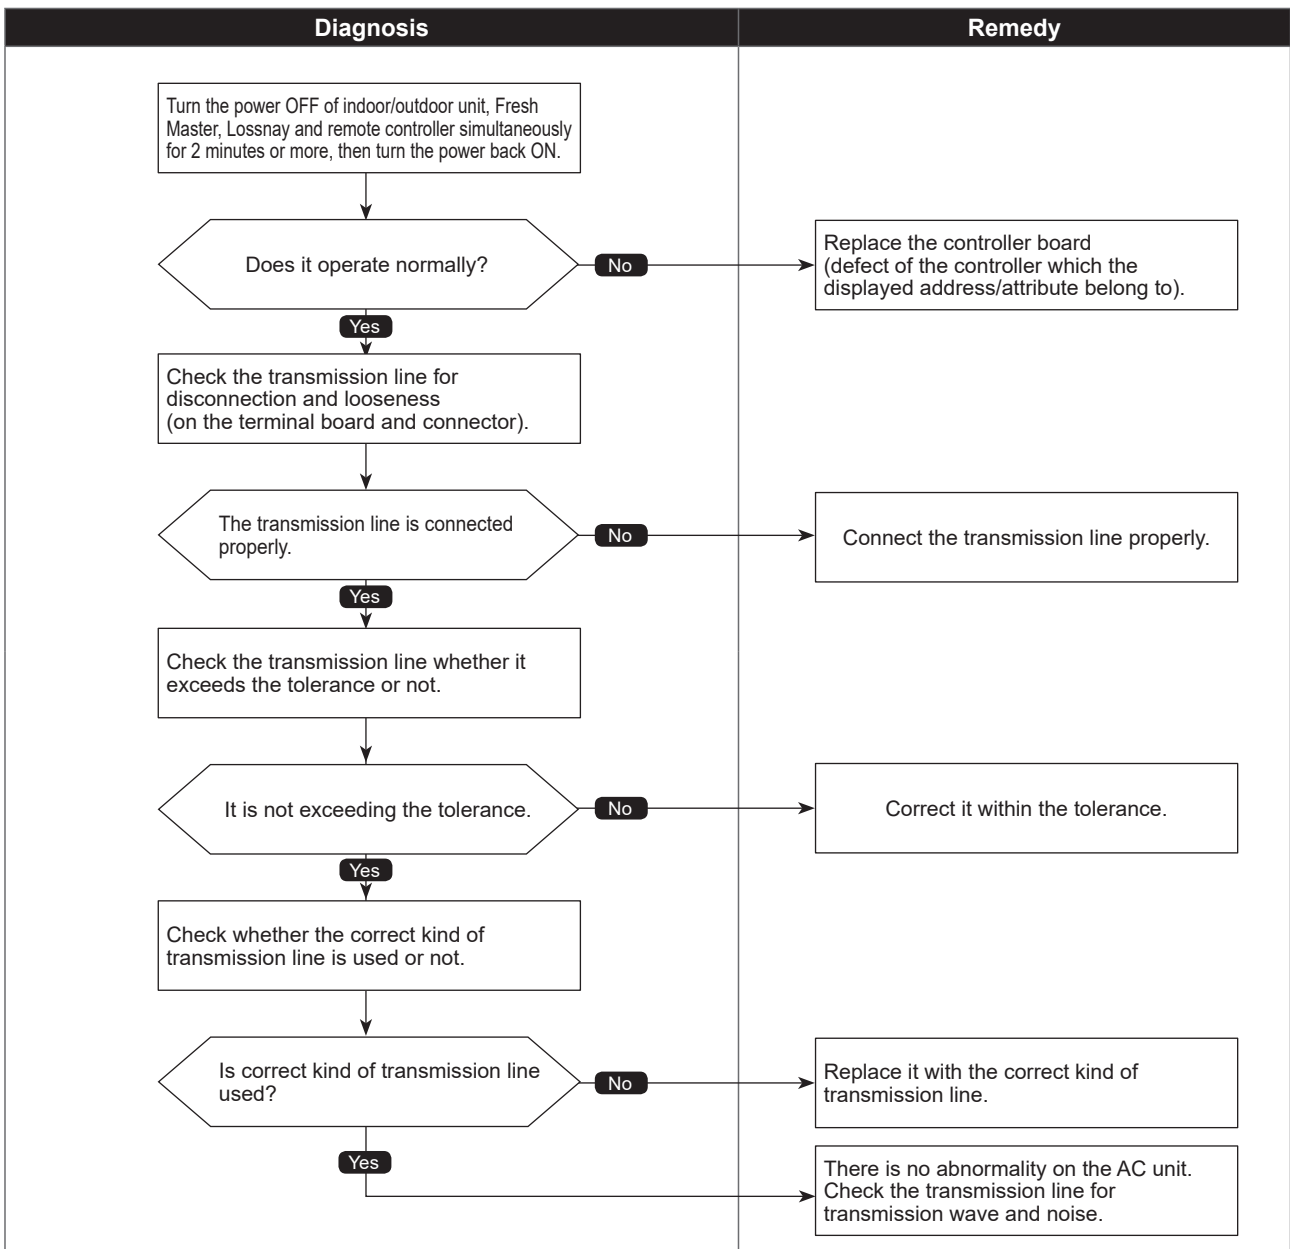 Diagnosis
Remedy
Turn the power OFF of indoor/outdoor unit, Fresh
Master, Lossnay and remote controller simultaneously
for 2 minutes or more, then turn the power back ON.
Does it operate normally?
No
Replace the controller board
(defect of the controller which the
displayed address/attribute belong to).
Yes
Check the transmission line for
disconnection and looseness
(on the terminal board and connector).
The transmission line is connected
properly.
No
Connect the transmission line properly.
Yes
Check the transmission line whether it
exceeds the tolerance or not.
It is not exceeding the tolerance.
No
Correct it within the tolerance.
Yes
Check whether the correct kind of
transmission line is used or not.
Is correct kind of transmission line
used?
No
Replace it with the correct kind of
transmission line.
Yes
There is no abnormality on the AC unit.
Check the transmission line for
transmission wave and noise.